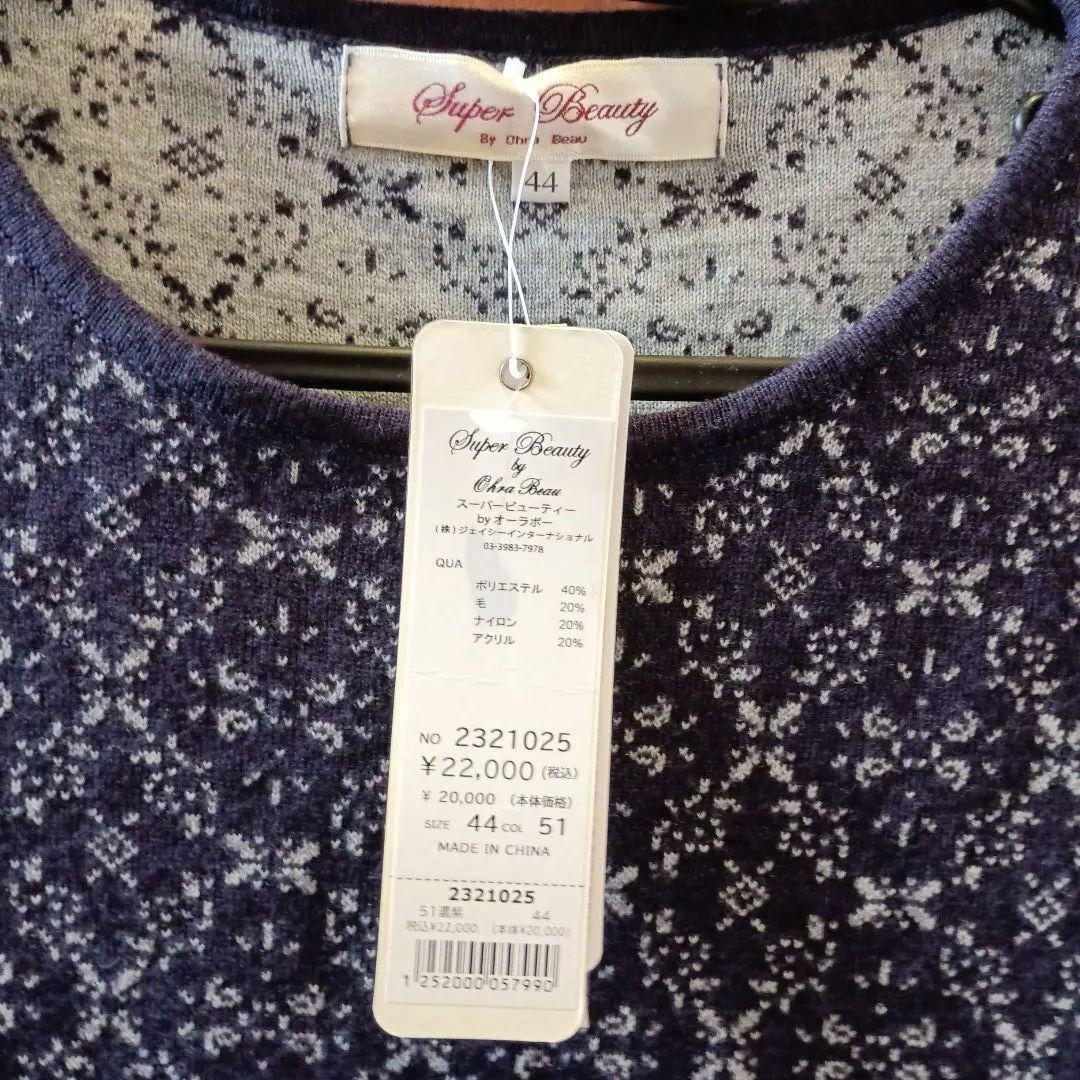 Super Beauty
By Ohra Beau
44
Super Beauty
by
Ohra Beau
スーパービューティー
byオーラボー
(株)ジェイシーインターナショナル
03-3983-7978
QUA
ポリエステル 40%
毛 20%
ナイロン 20%
アクリル 20%
NO 2321025
¥22,000 (税込)
¥ 20,000 (本体価格)
SIZE 44 COL 51
MADE IN CHINA
2321025
51濃紫 44
税込¥22,000 (本体¥20,000)
1 252000 057990